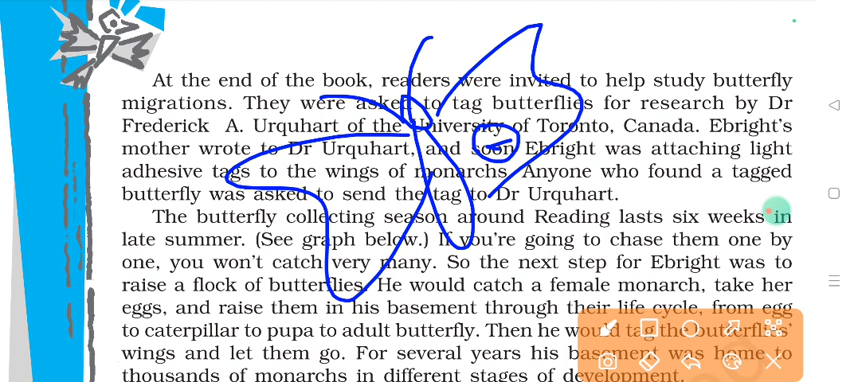 At the end of the book, readers were invited to help study butterfly
migrations. They were asked to tag butterflies for research by Dr
Frederick A. Urquhart of the University of Toronto, Canada. Ebright's
mother wrote to Dr Urquhart, and soon Ebright was attaching light
adhesive tags to the wings of monarchs. Anyone who found a tagged
butterfly was asked to send the tag to Dr Urquhart.
The butterfly collecting season around Reading lasts six weeks in
late summer. (See graph below.) If you're going to chase them one by
one, you won't catch very many. So the next step for Ebright was to
raise a flock of butterflies. He would catch a female monarch, take her
eggs, and raise them in his basement through their life cycle, from egg
to caterpillar to pupa to adult butterfly. Then he would tag the butterflies'
wings and let them go. For several years his basement was home to
thousands of monarchs in different stages of development.